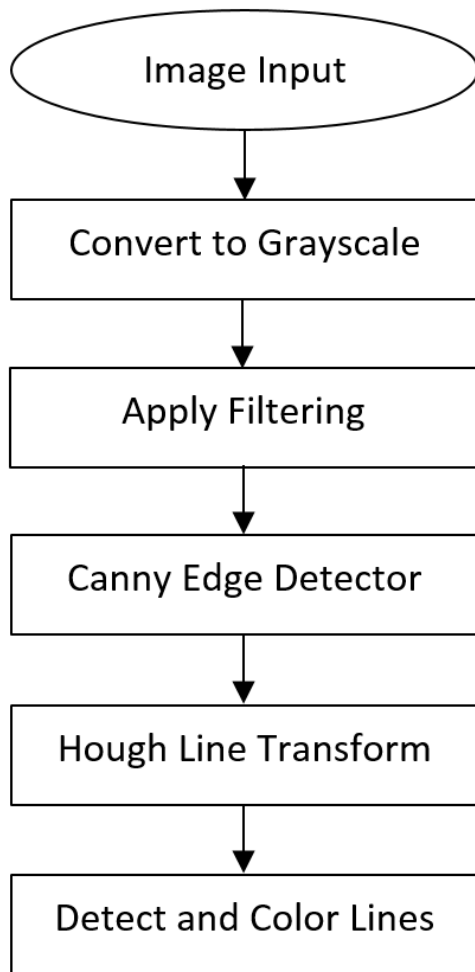 Image Input
Convert to Grayscale
Apply Filtering
Canny Edge Detector
Hough Line Transform
Detect and Color Lines